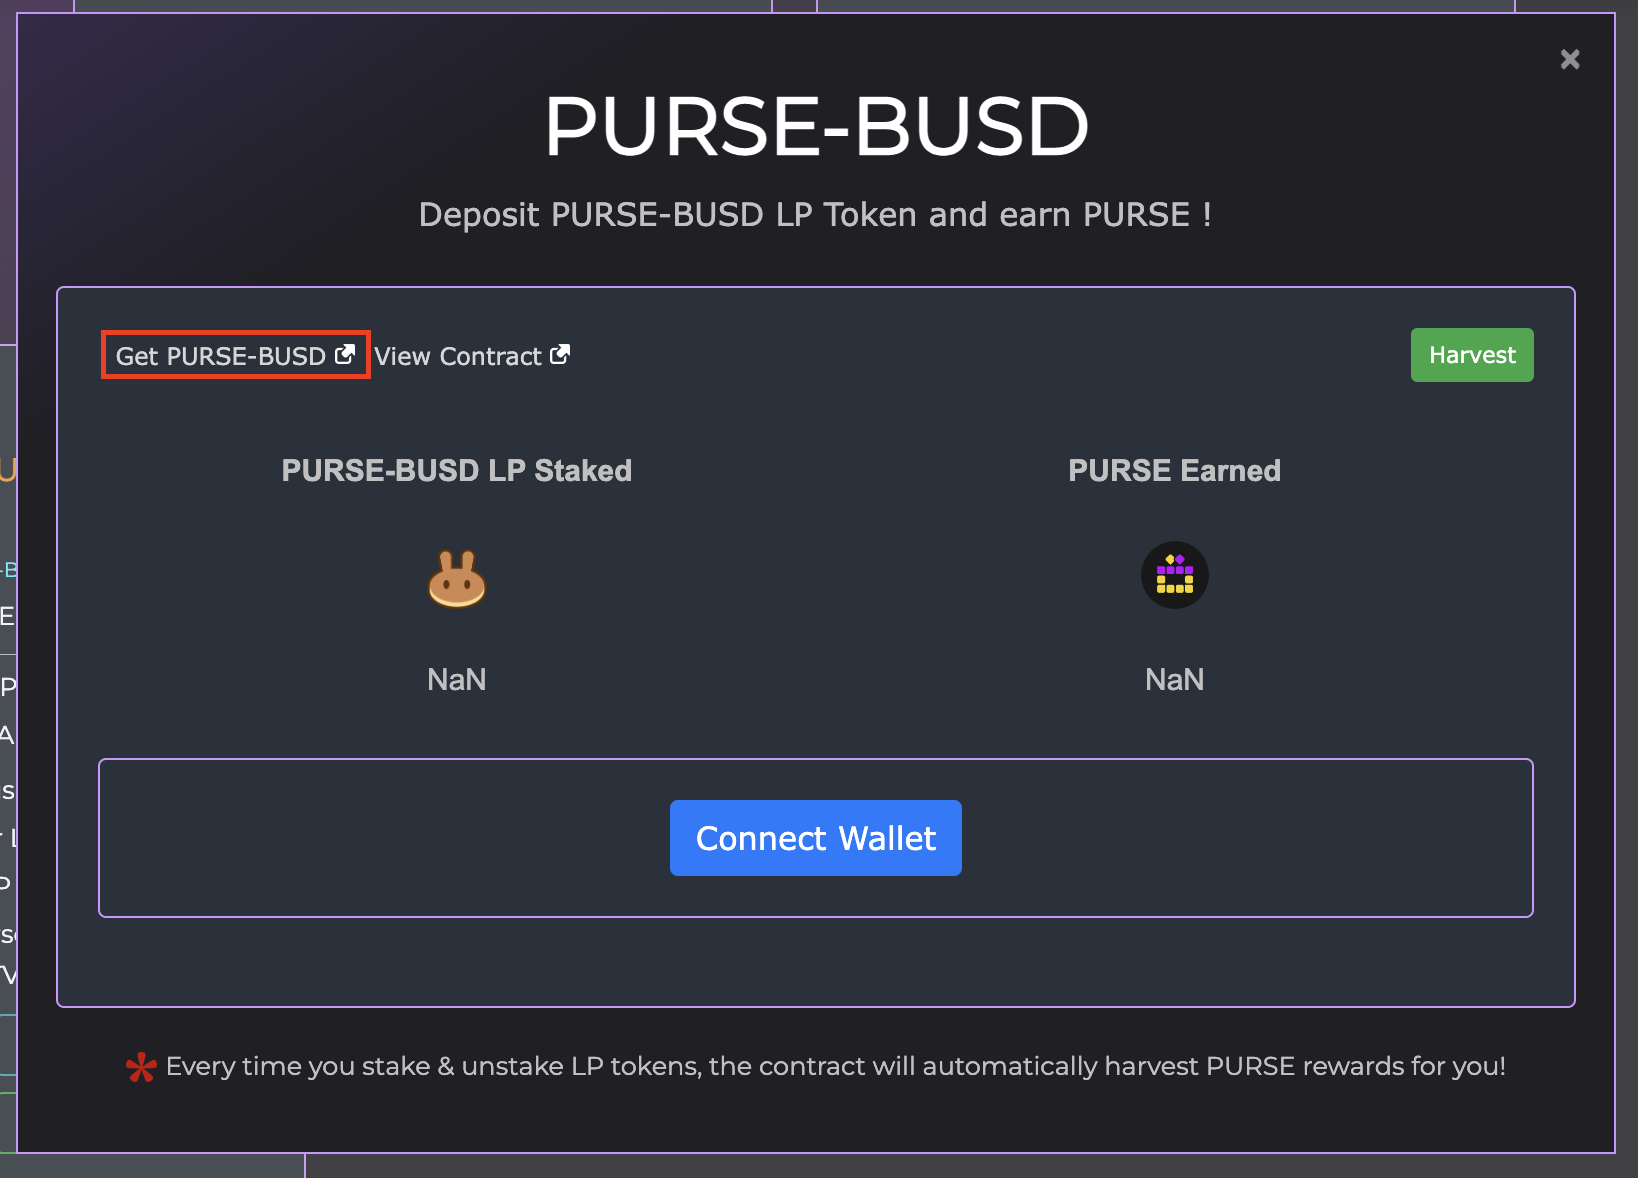 PURSE-BUSD
Deposit PURSE-BUSD LP Token and earn PURSE !
Get PURSE-BUSD View Contract Harvest
PURSE-BUSD LP Staked PURSE Earned
NaN NaN
Connect Wallet
* Every time you stake & unstake LP tokens, the contract will automatically harvest PURSE rewards for you!